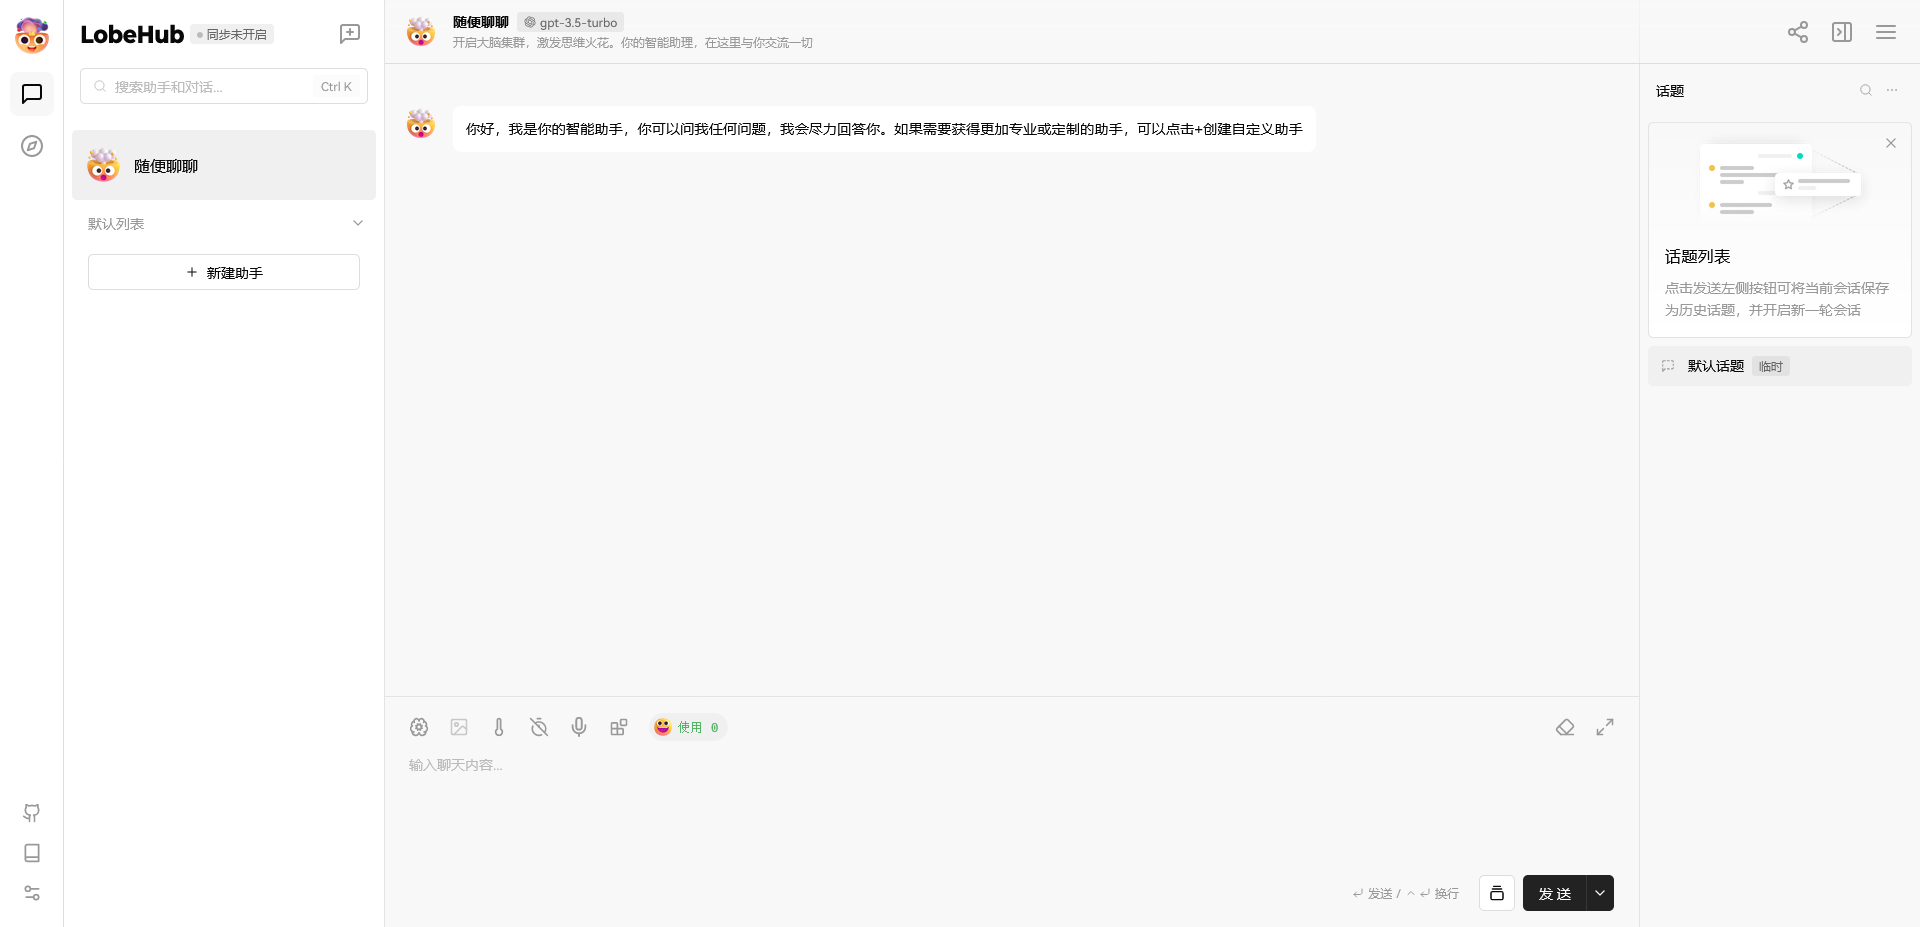 LobeHub
同步未开启
搜索助手和对话...
Ctrl K
随便聊聊
默认列表
新建助手
随便聊聊
gpt-3.5-turbo
开启大脑集群，激发思维火花。你的智能助理，在这里与你交流一切
你好，我是你的智能助手，你可以问我任何问题，我会尽力回答你。如果需要获得更加专业或定制的助手，可以点击+创建自定义助手
使用 0
输入聊天内容...
发送 /
换行
发 送
话题
话题列表
点击发送左侧按钮可将当前会话保存
为历史话题，并开启新一轮会话
默认话题
临时